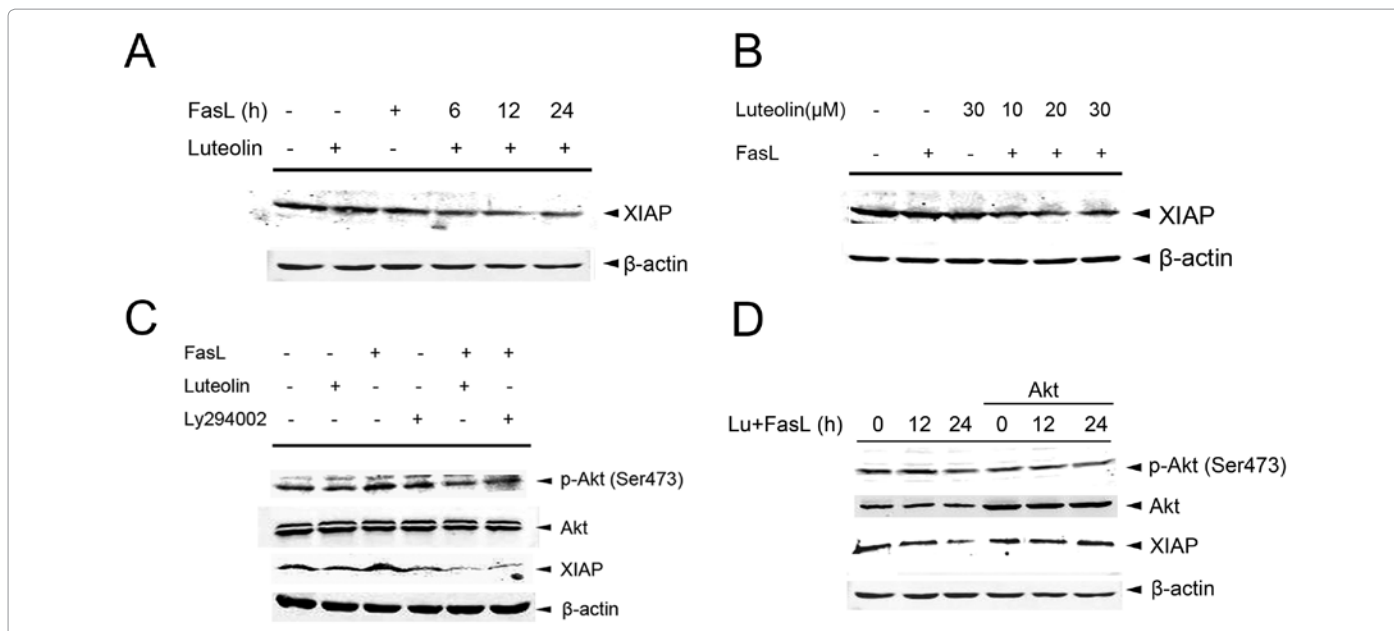 A
FasL (h) - - + 6 12 24
Luteolin - + - + + +
◄ XIAP
◄ β-actin
B
Luteolin(µM) - - 30 10 20 30
FasL - + - + + +
◄ XIAP
◄ β-actin
C
FasL - - + - + +
Luteolin - + - - + -
Ly294002 - - - + - +
◄ p-Akt (Ser473)
◄ Akt
◄ XIAP
◄ β-actin
D
Akt
Lu+FasL (h) 0 12 24 0 12 24
◄ p-Akt (Ser473)
◄ Akt
◄ XIAP
◄ β-actin